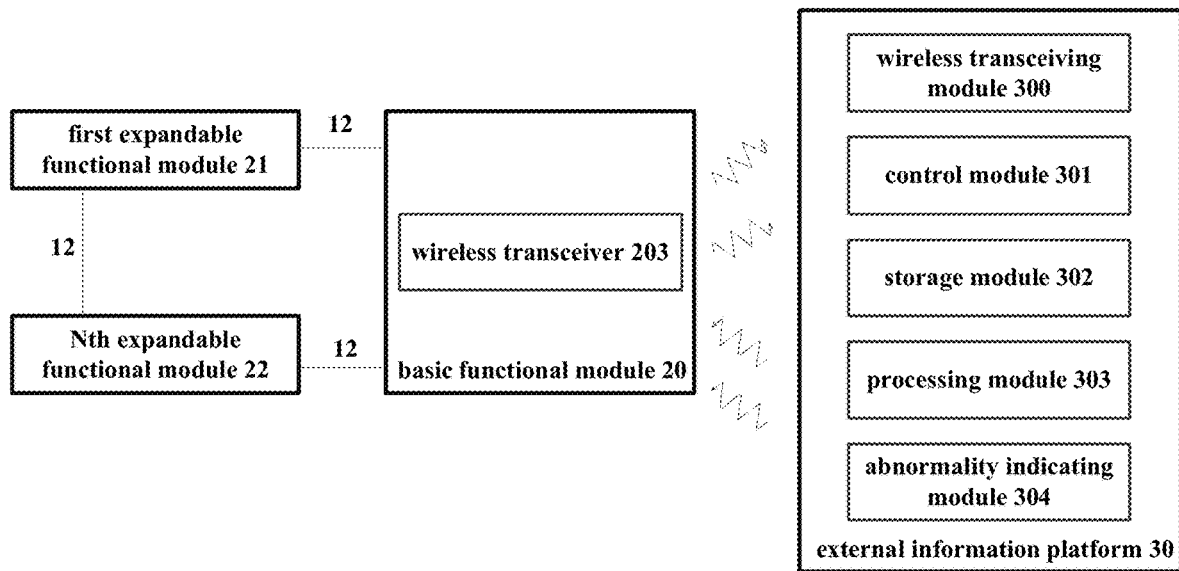 first expandable
functional module 21
12
12
Nth expandable
functional module 22
12
wireless transceiver 203
basic functional module 20
wireless transceiving
module 300
control module 301
storage module 302
processing module 303
abnormality indicating
module 304
external information platform 30